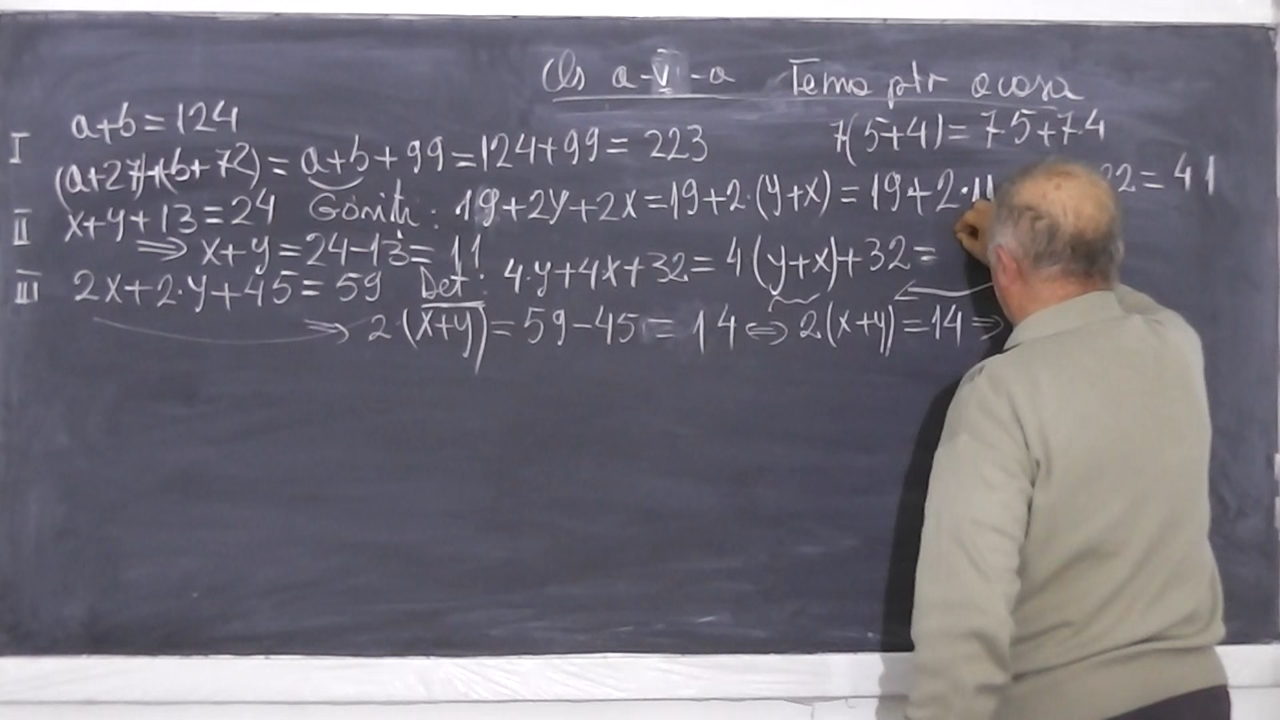 Cls a-V-a Tema ptr acasa
I a+b=124
7(5+4)=7·5+7·4
(a+27)+(b+72)=a+b+99=124+99=223
II x+y+13=24 19+2y+2x=19+2·(y+x)=19+2·11 22=41
⇒ x+y=24-13=11
III 2x+2·y+45=59 Det: 4·y+4x+32=4(y+x)+32=
⇒ 2(x+y)=59-45=14⇔2(x+y)=14⇒